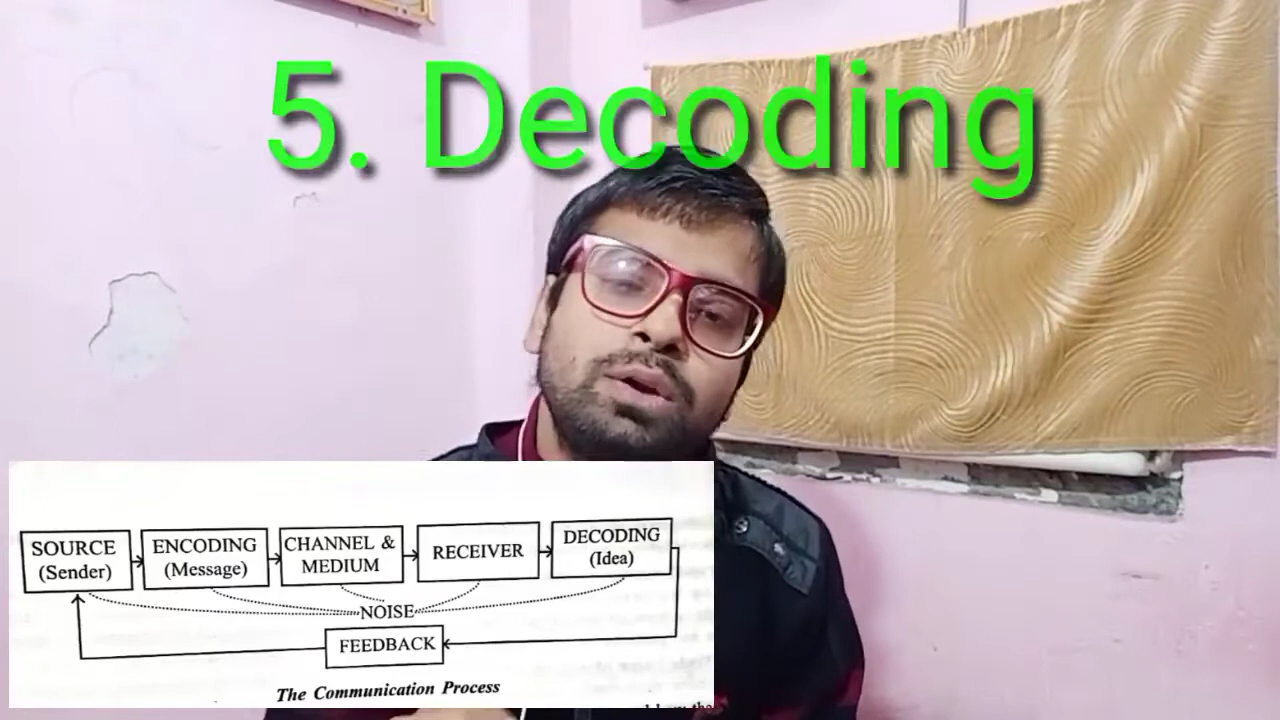 5. Decoding
SOURCE
(Sender)
ENCODING
(Message)
CHANNEL &
MEDIUM
RECEIVER
DECODING
(Idea)
NOISE
FEEDBACK
The Communication Process